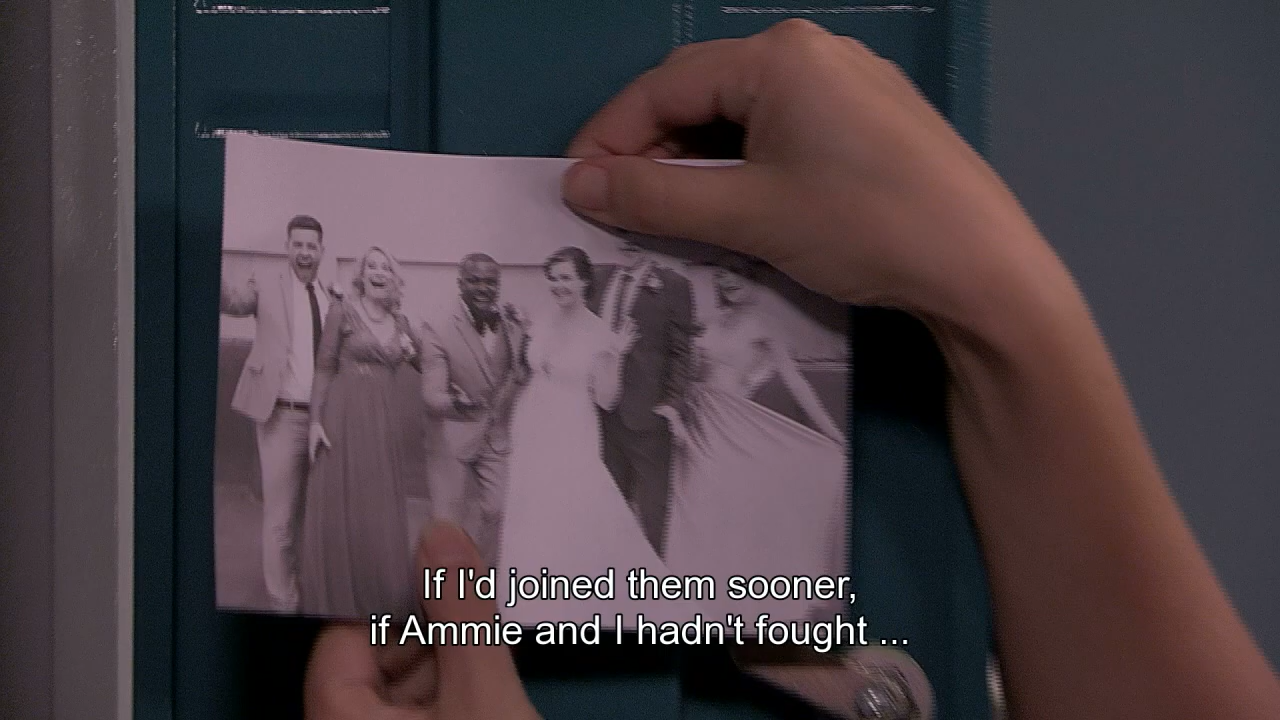 If I'd joined them sooner,
if Ammie and I hadn't fought ...